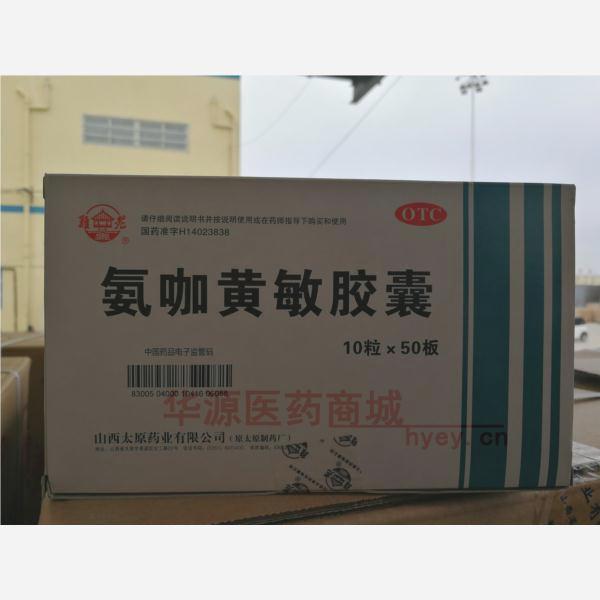 请仔细阅读说明书并按说明使用或在药师指导下购买和使用
国药准字H14023838
OTC
®
氨咖黄敏胶囊
10粒×50板
中国药品电子监管码
83005 04000 10416 06086
华源医药商城
hyey.cn
山西太原药业有限公司(原太原制药厂)